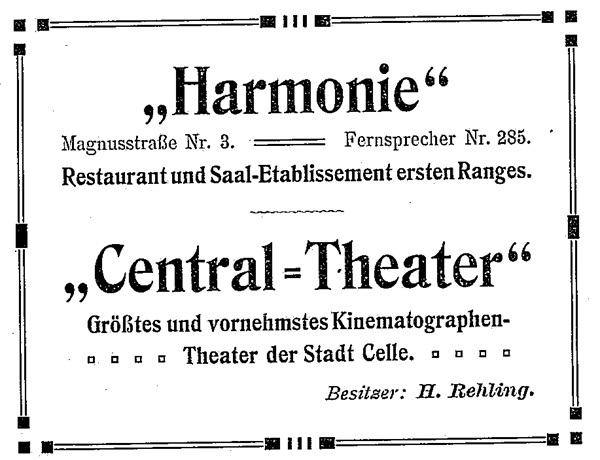 „Harmonie“
Magnusstraße Nr. 3. Fernsprecher Nr. 285.
Restaurant und Saal-Etablissement ersten Ranges.
„Central=Theater“
Größtes und vornehmstes Kinematographen-
Theater der Stadt Celle.
Besitzer: H. Rehling.